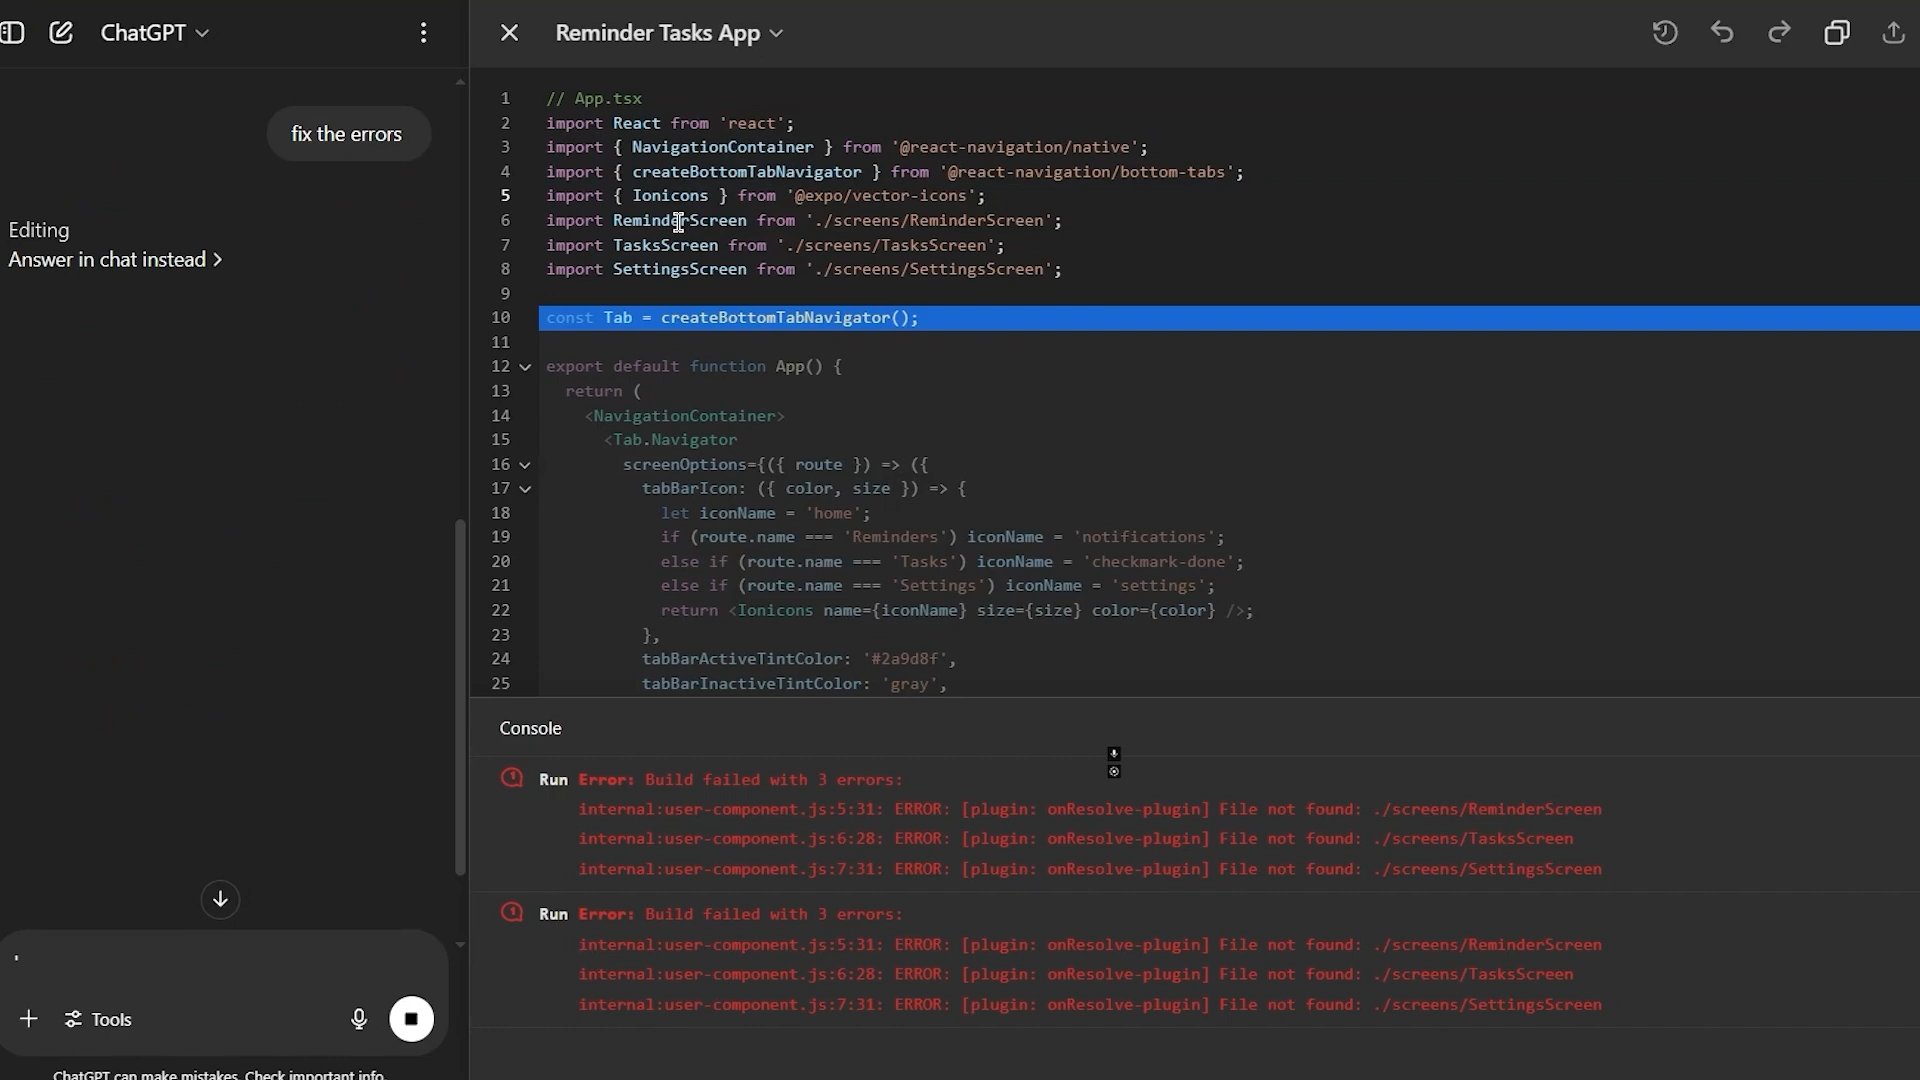 ChatGPT
Reminder Tasks App
fix the errors
Editing
Answer in chat instead >
1 // App.tsx
2 import React from 'react';
3 import { NavigationContainer } from '@react-navigation/native';
4 import { createBottomTabNavigator } from '@react-navigation/bottom-tabs';
5 import { Ionicons } from '@expo/vector-icons';
6 import ReminderScreen from './screens/ReminderScreen';
7 import TasksScreen from './screens/TasksScreen';
8 import SettingsScreen from './screens/SettingsScreen';
9
10 const Tab = createBottomTabNavigator();
11
12 export default function App() {
13 return (
14 <NavigationContainer>
15 <Tab.Navigator
16 screenOptions={({ route }) => ({
17 tabBarIcon: ({ color, size }) => {
18 let iconName = 'home';
19 if (route.name === 'Reminders') iconName = 'notifications';
20 else if (route.name === 'Tasks') iconName = 'checkmark-done';
21 else if (route.name === 'Settings') iconName = 'settings';
22 return <Ionicons name={iconName} size={size} color={color} />;
23 },
24 tabBarActiveTintColor: '#2a9d8f',
25 tabBarInactiveTintColor: 'gray',
Console
Run Error: Build failed with 3 errors:
internal:user-component.js:5:31: ERROR: [plugin: onResolve-plugin] File not found: ./screens/ReminderScreen
internal:user-component.js:6:28: ERROR: [plugin: onResolve-plugin] File not found: ./screens/TasksScreen
internal:user-component.js:7:31: ERROR: [plugin: onResolve-plugin] File not found: ./screens/SettingsScreen
Run Error: Build failed with 3 errors:
internal:user-component.js:5:31: ERROR: [plugin: onResolve-plugin] File not found: ./screens/ReminderScreen
internal:user-component.js:6:28: ERROR: [plugin: onResolve-plugin] File not found: ./screens/TasksScreen
internal:user-component.js:7:31: ERROR: [plugin: onResolve-plugin] File not found: ./screens/SettingsScreen
'
Tools
ChatGPT can make mistakes. Check important info.